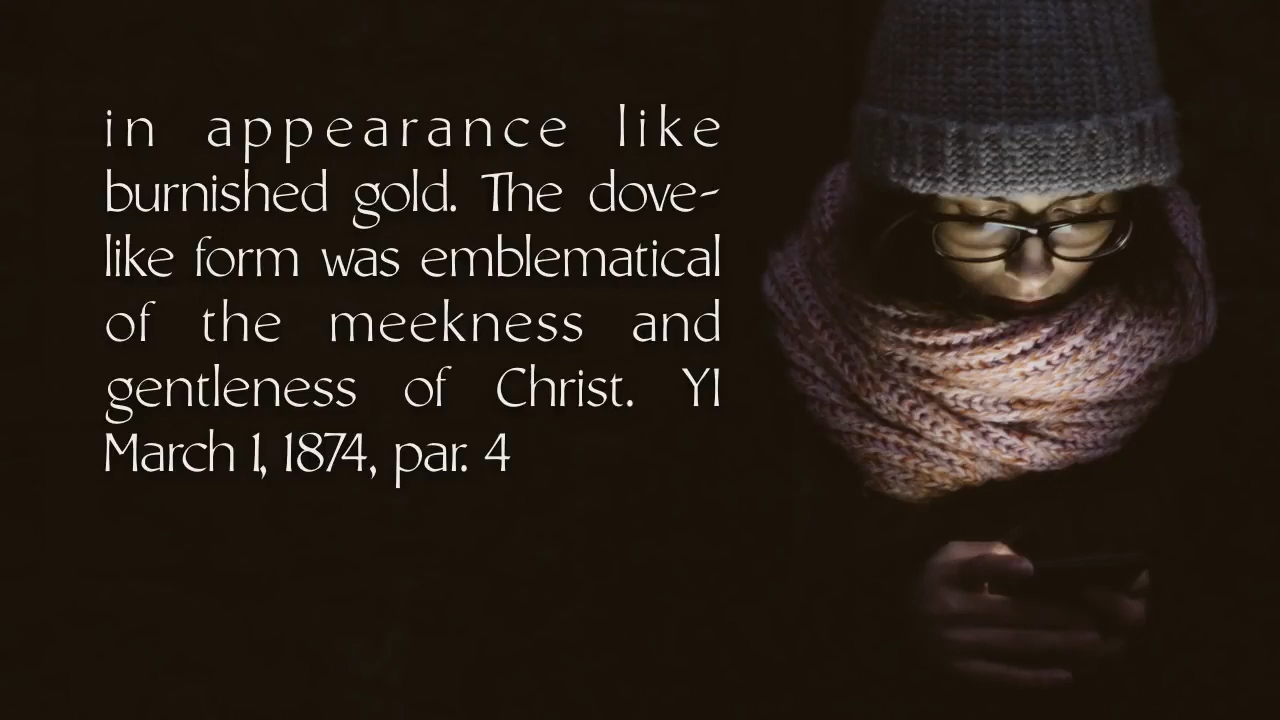 in appearance like
burnished gold. The dove-
like form was emblematical
of the meekness and
gentleness of Christ. YI
March 1, 1874, par. 4